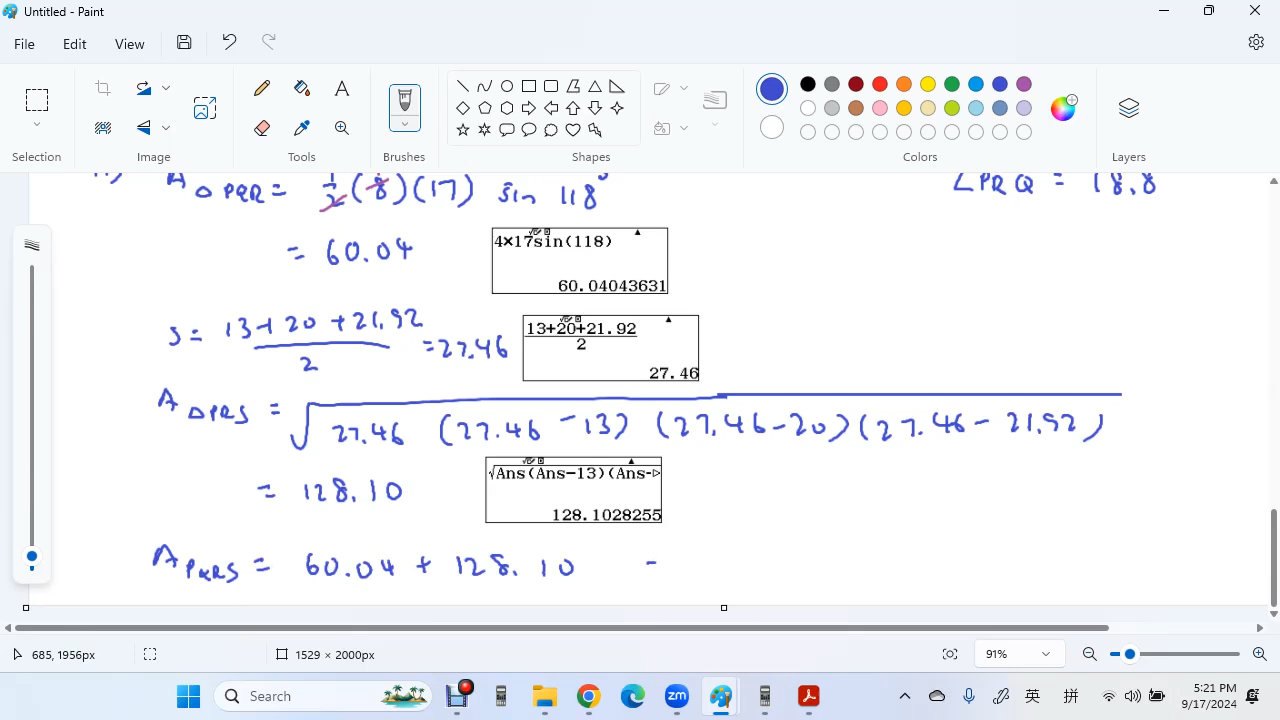 Untitled - Paint
File Edit View
Selection Image Tools Brushes Shapes Colors Layers
A △PQR = 1/2 (8)(17) sin 118°
∠PRQ = 18.8
= 60.04
4×17sin(118)
60.04043631
S = 13+20+21.92 / 2 = 27.46
13+20+21.92
2
27.46
A △PRS = √27.46 (27.46-13) (27.46-20)(27.46-21.92)
= 128.10
√Ans(Ans-13)(Ans-▷
128.1028255
A PQRS = 60.04 + 128.10 =
685, 1956px
1529 × 2000px
91%
Search
zm
英 拼
5:21 PM
9/17/2024